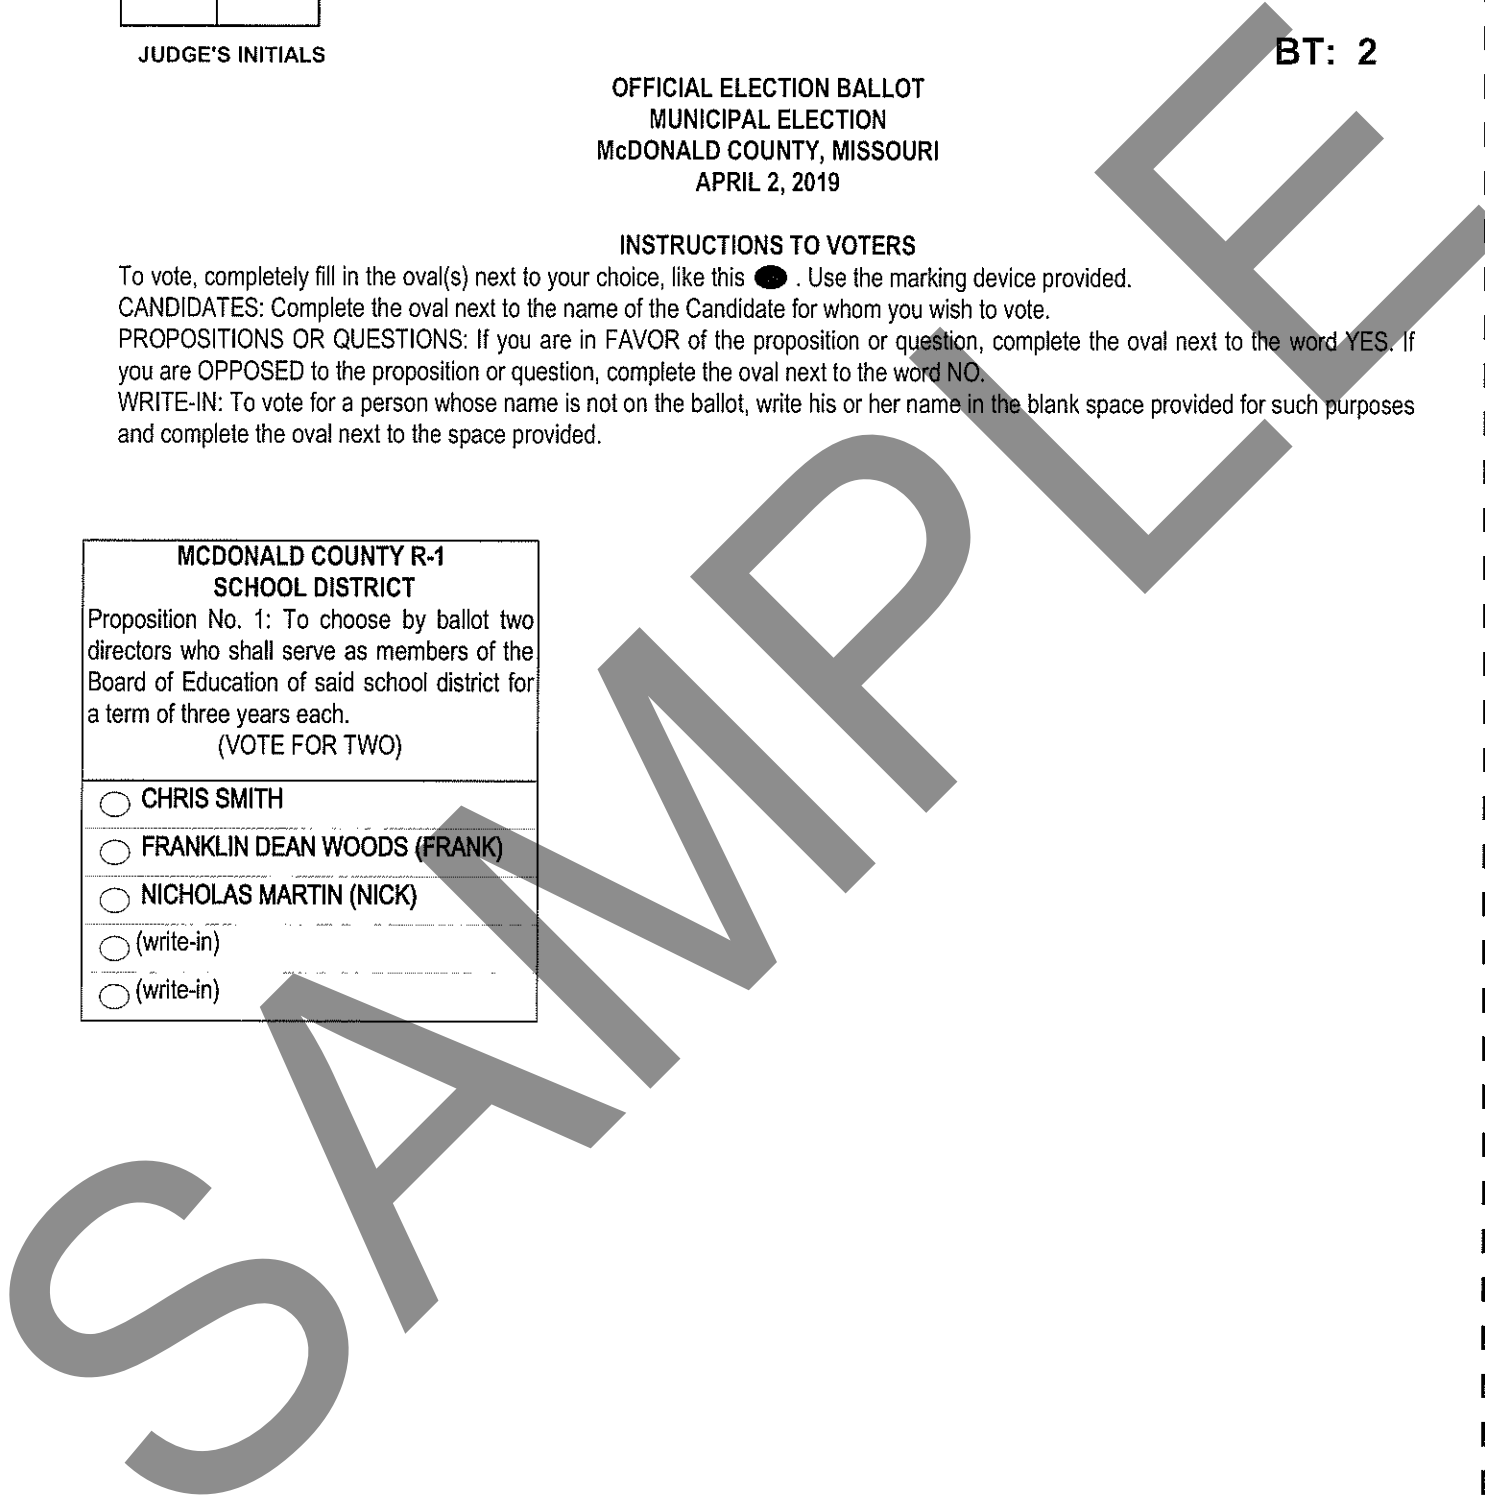 JUDGE'S INITIALS
BT: 2
OFFICIAL ELECTION BALLOT
MUNICIPAL ELECTION
McDONALD COUNTY, MISSOURI
APRIL 2, 2019
INSTRUCTIONS TO VOTERS
To vote, completely fill in the oval(s) next to your choice, like this . Use the marking device provided.
CANDIDATES: Complete the oval next to the name of the Candidate for whom you wish to vote.
PROPOSITIONS OR QUESTIONS: If you are in FAVOR of the proposition or question, complete the oval next to the word YES. If
you are OPPOSED to the proposition or question, complete the oval next to the word NO.
WRITE-IN: To vote for a person whose name is not on the ballot, write his or her name in the blank space provided for such purposes
and complete the oval next to the space provided.
MCDONALD COUNTY R-1
SCHOOL DISTRICT
Proposition No. 1: To choose by ballot two
directors who shall serve as members of the
Board of Education of said school district for
a term of three years each.
(VOTE FOR TWO)
CHRIS SMITH
FRANKLIN DEAN WOODS (FRANK)
NICHOLAS MARTIN (NICK)
(write-in)
(write-in)
SAMPLE